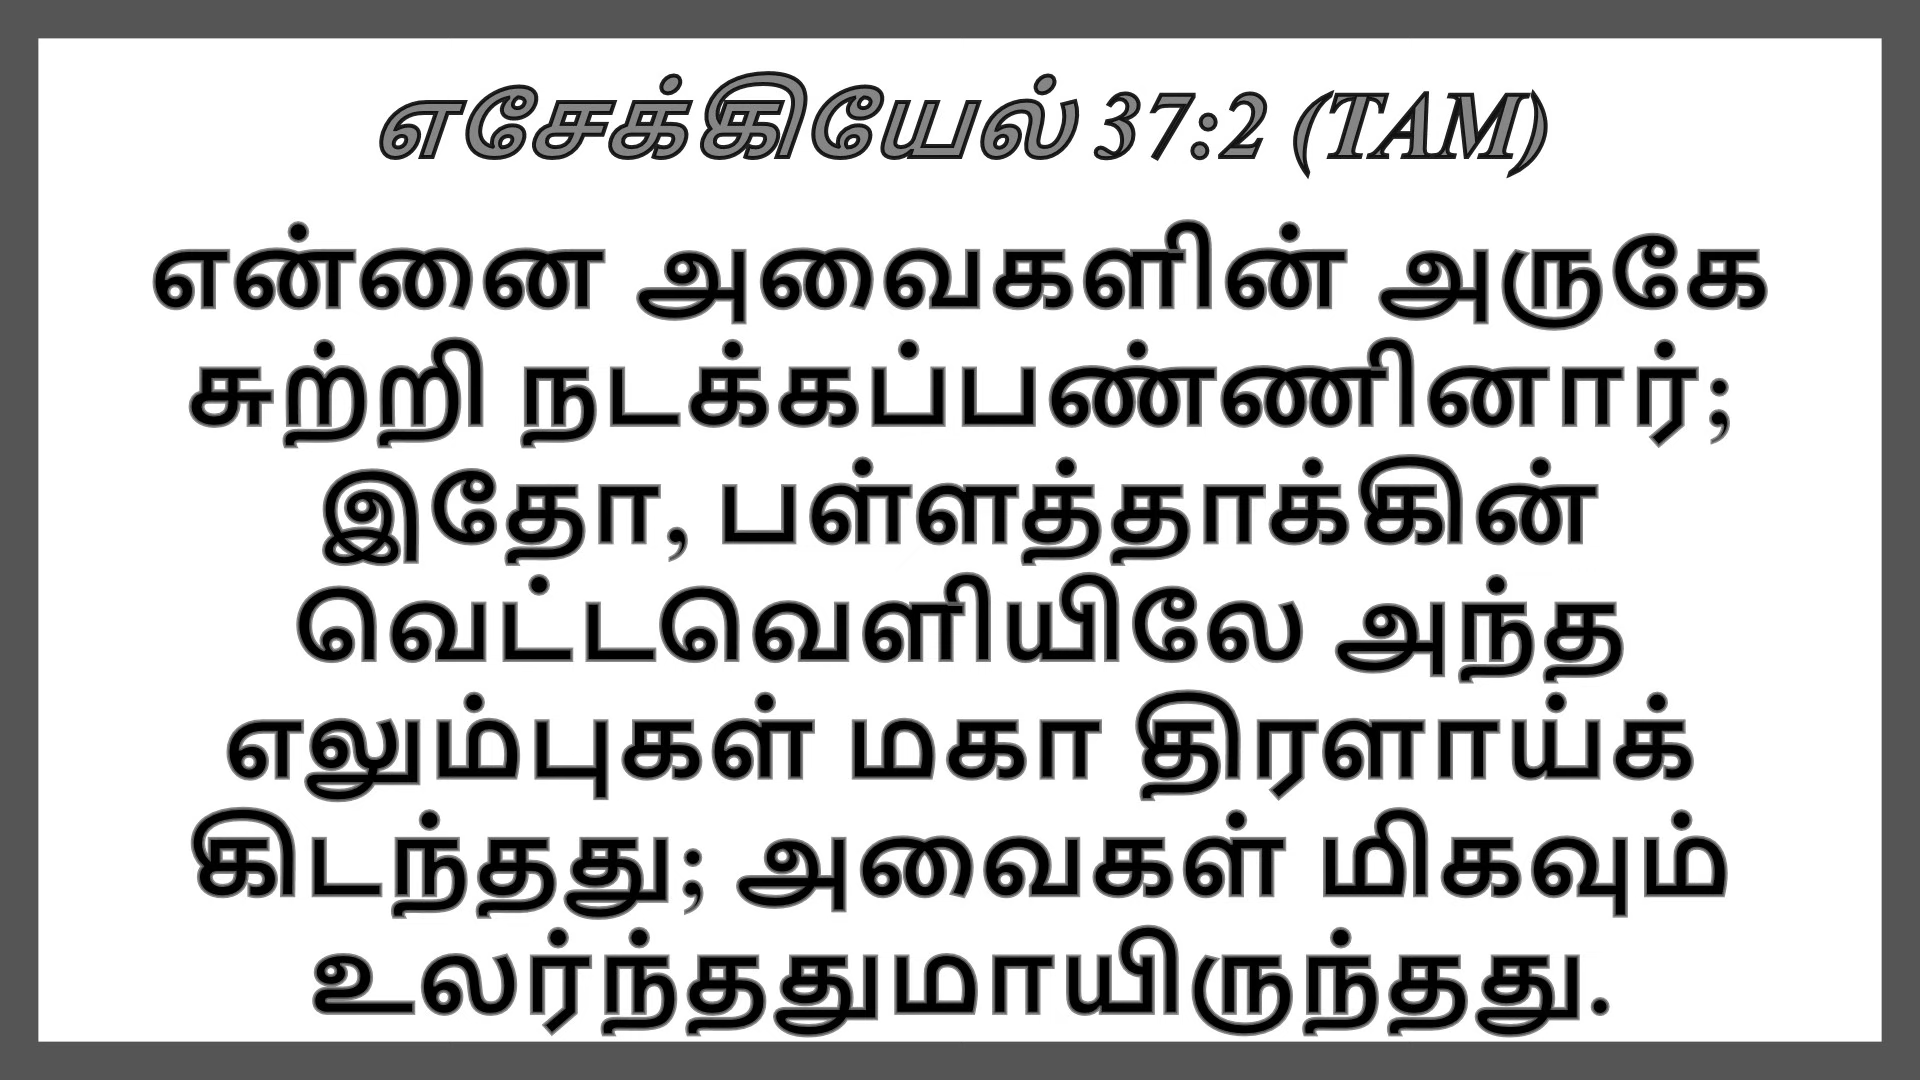 எசேக்கியேல் 37:2 (TAM)
என்னை அவைகளின் அருகே
சுற்றி நடக்கப்பண்ணினார்;
இதோ, பள்ளத்தாக்கின்
வெட்டவெளியிலே அந்த
எலும்புகள் மகா திரளாய்க்
கிடந்தது; அவைகள் மிகவும்
உலர்ந்ததுமாயிருந்தது.